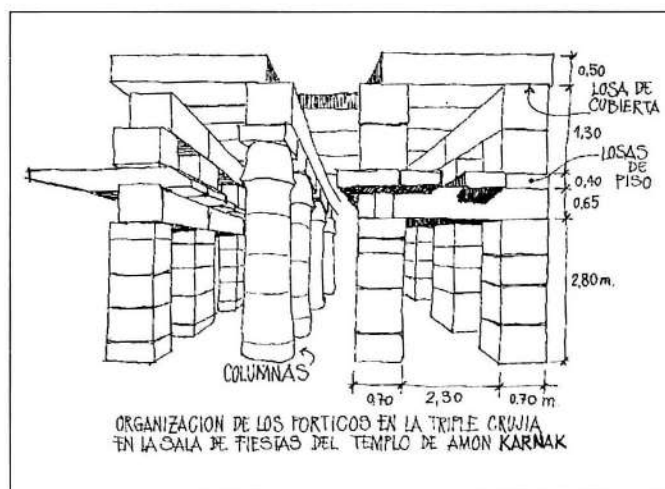 0,50
LOSA DE
CUBIERTA
1,30
LOSAS
DE
PISO
0,40
0,65
2,80 m.
COLUMNAS
0.70
2,30
0.70 m
ORGANIZACION DE LOS PORTICOS EN LA TRIPLE CRUJIA
EN LA SALA DE FIESTAS DEL TEMPLO DE AMON KARNAK